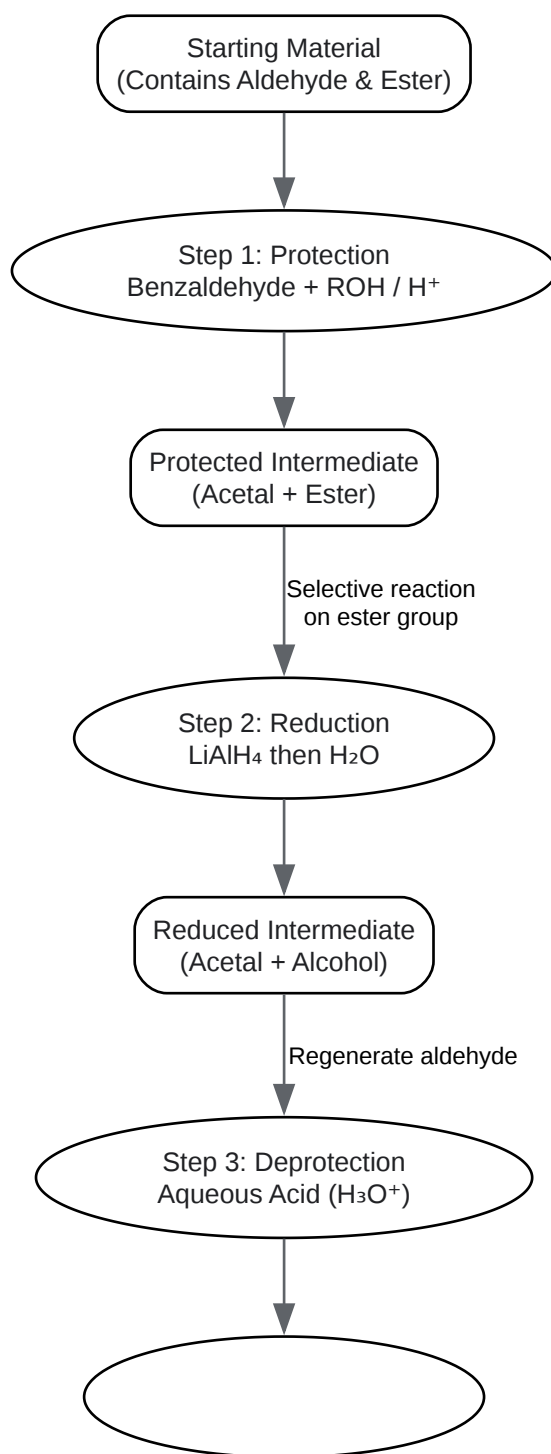 Starting Material
(Contains Aldehyde & Ester)
Step 1: Protection
Benzaldehyde + ROH / H⁺
Protected Intermediate
(Acetal + Ester)
Selective reaction
on ester group
Step 2: Reduction
LiAlH₄ then H₂O
Reduced Intermediate
(Acetal + Alcohol)
Regenerate aldehyde
Step 3: Deprotection
Aqueous Acid (H₃O⁺)